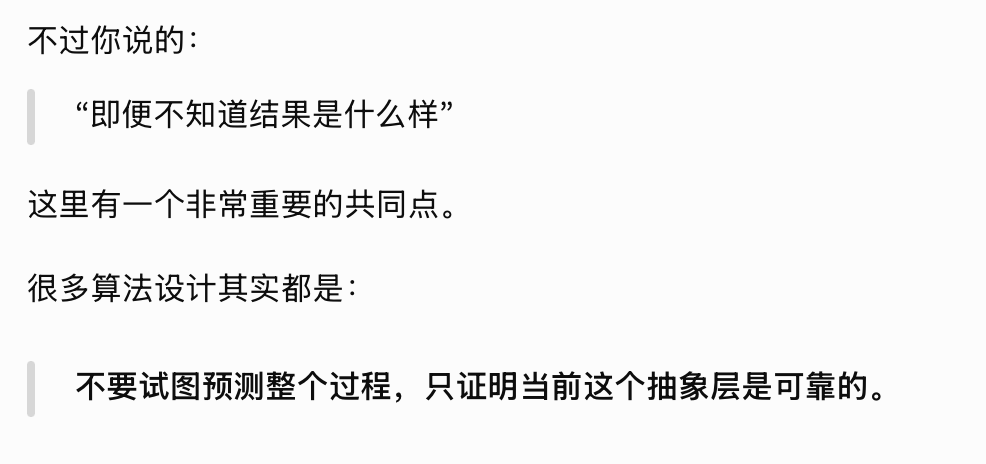 不过你说的：
“即便不知道结果是什么样”
这里有一个非常重要的共同点。
很多算法设计其实都是：
不要试图预测整个过程，只证明当前这个抽象层是可靠的。